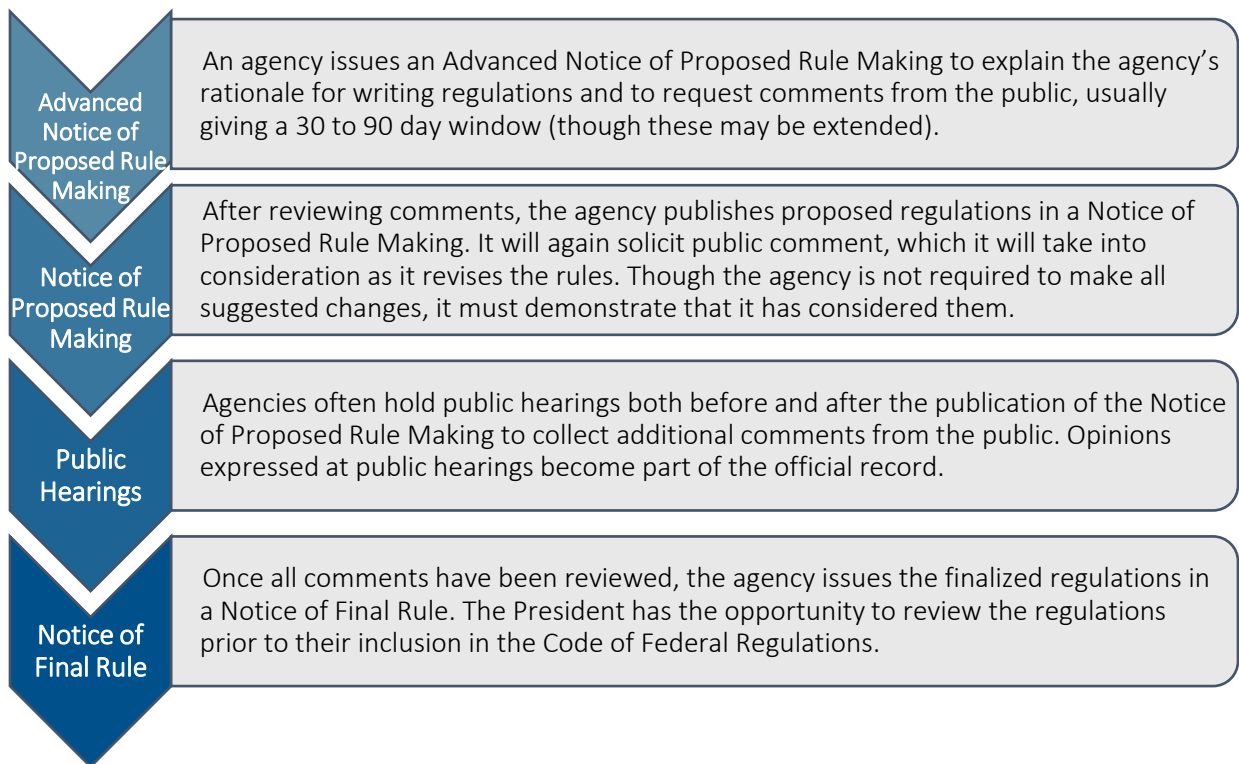 Advanced
Notice of
Proposed Rule
Making
An agency issues an Advanced Notice of Proposed Rule Making to explain the agency’s
rationale for writing regulations and to request comments from the public, usually
giving a 30 to 90 day window (though these may be extended).
Notice of
Proposed Rule
Making
After reviewing comments, the agency publishes proposed regulations in a Notice of
Proposed Rule Making. It will again solicit public comment, which it will take into
consideration as it revises the rules. Though the agency is not required to make all
suggested changes, it must demonstrate that it has considered them.
Public
Hearings
Agencies often hold public hearings both before and after the publication of the Notice
of Proposed Rule Making to collect additional comments from the public. Opinions
expressed at public hearings become part of the official record.
Notice of
Final Rule
Once all comments have been reviewed, the agency issues the finalized regulations in
a Notice of Final Rule. The President has the opportunity to review the regulations
prior to their inclusion in the Code of Federal Regulations.